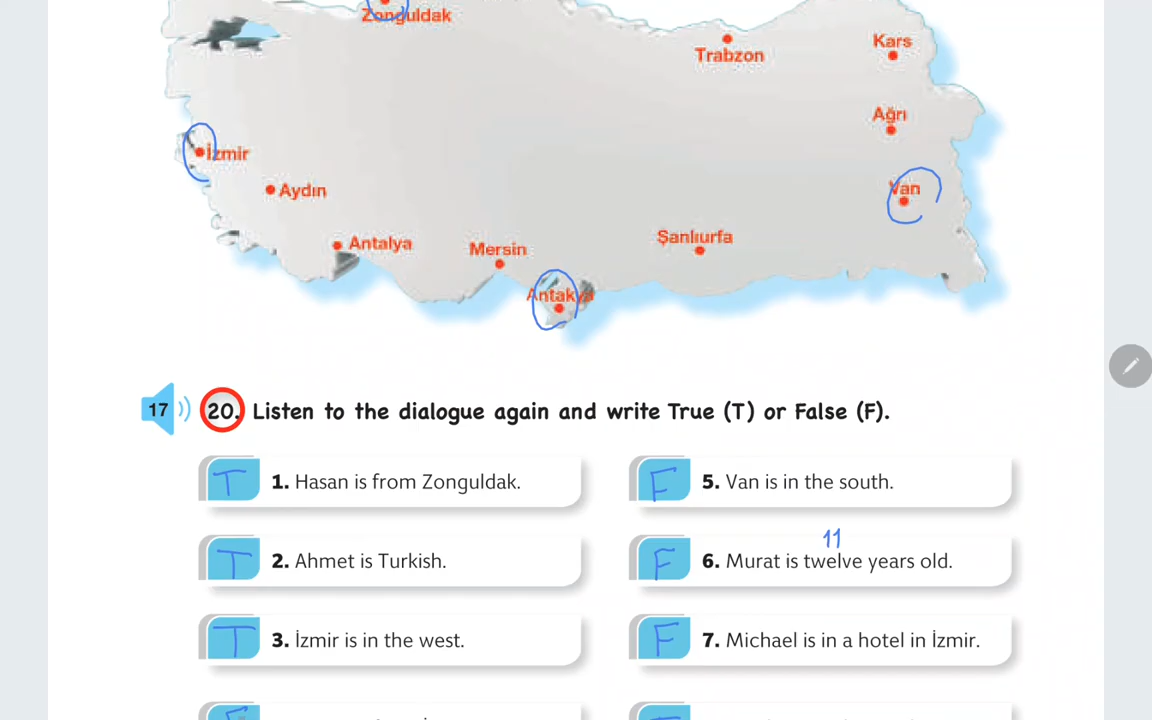 Zonguldak
Trabzon
Kars
Ağrı
İzmir
Van
Aydın
Şanlıurfa
Antalya
Mersin
Antakya
17 20. Listen to the dialogue again and write True (T) or False (F).
T 1. Hasan is from Zonguldak.
F 5. Van is in the south.
11
T 2. Ahmet is Turkish.
F 6. Murat is twelve years old.
T 3. İzmir is in the west.
F 7. Michael is in a hotel in İzmir.